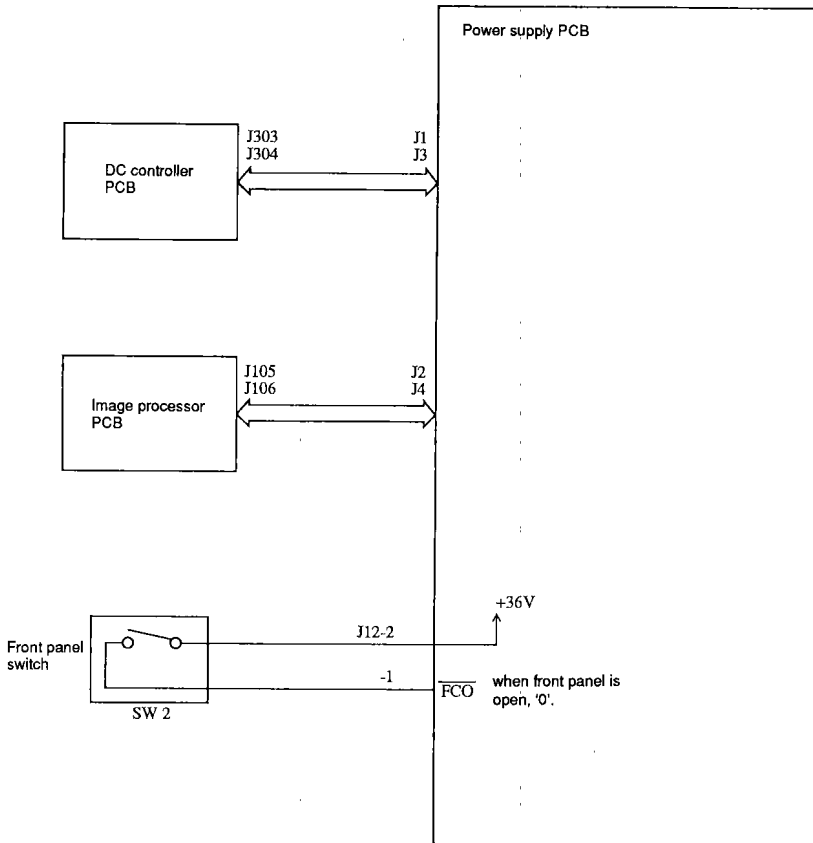 Power supply PCB
J303
J304
J1
J3
DC controller
PCB
J105
J106
J2
J4
Image processor
PCB
+36V
J12-2
Front panel
switch
-1
FCO
when front panel is
open, '0'.
SW 2